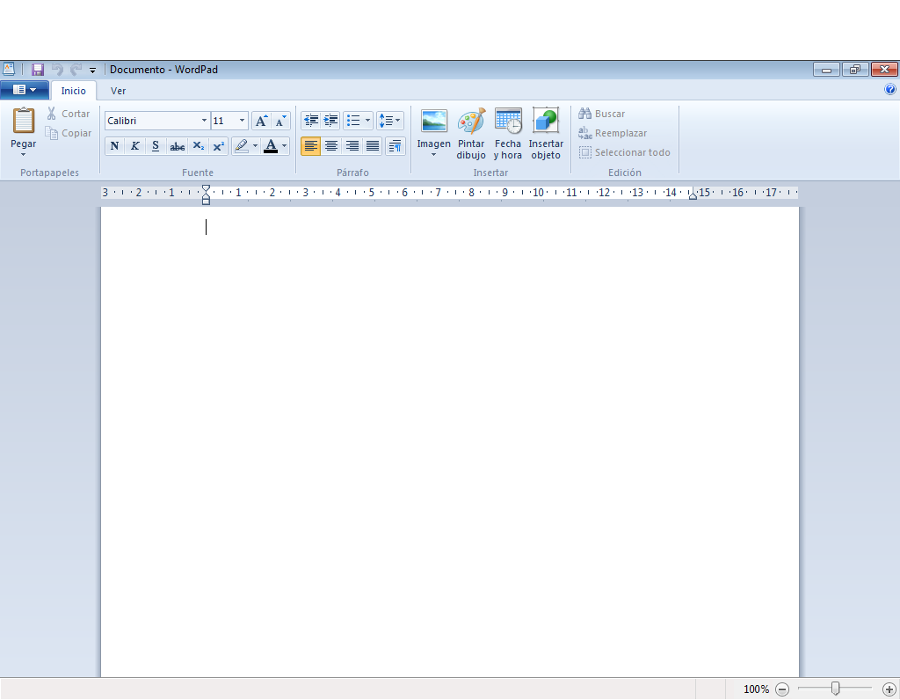 Documento - WordPad
Inicio Ver
Pegar
Cortar
Copiar
Portapapeles
Calibri 11
N K S abc X₂ X²
A
Fuente
Párrafo
Imagen
Pintar dibujo
Fecha y hora
Insertar objeto
Insertar
Buscar
Reemplazar
Seleccionar todo
Edición
3 2 1 1 2 3 4 5 6 7 8 9 10 11 12 13 14 15 16 17
100%